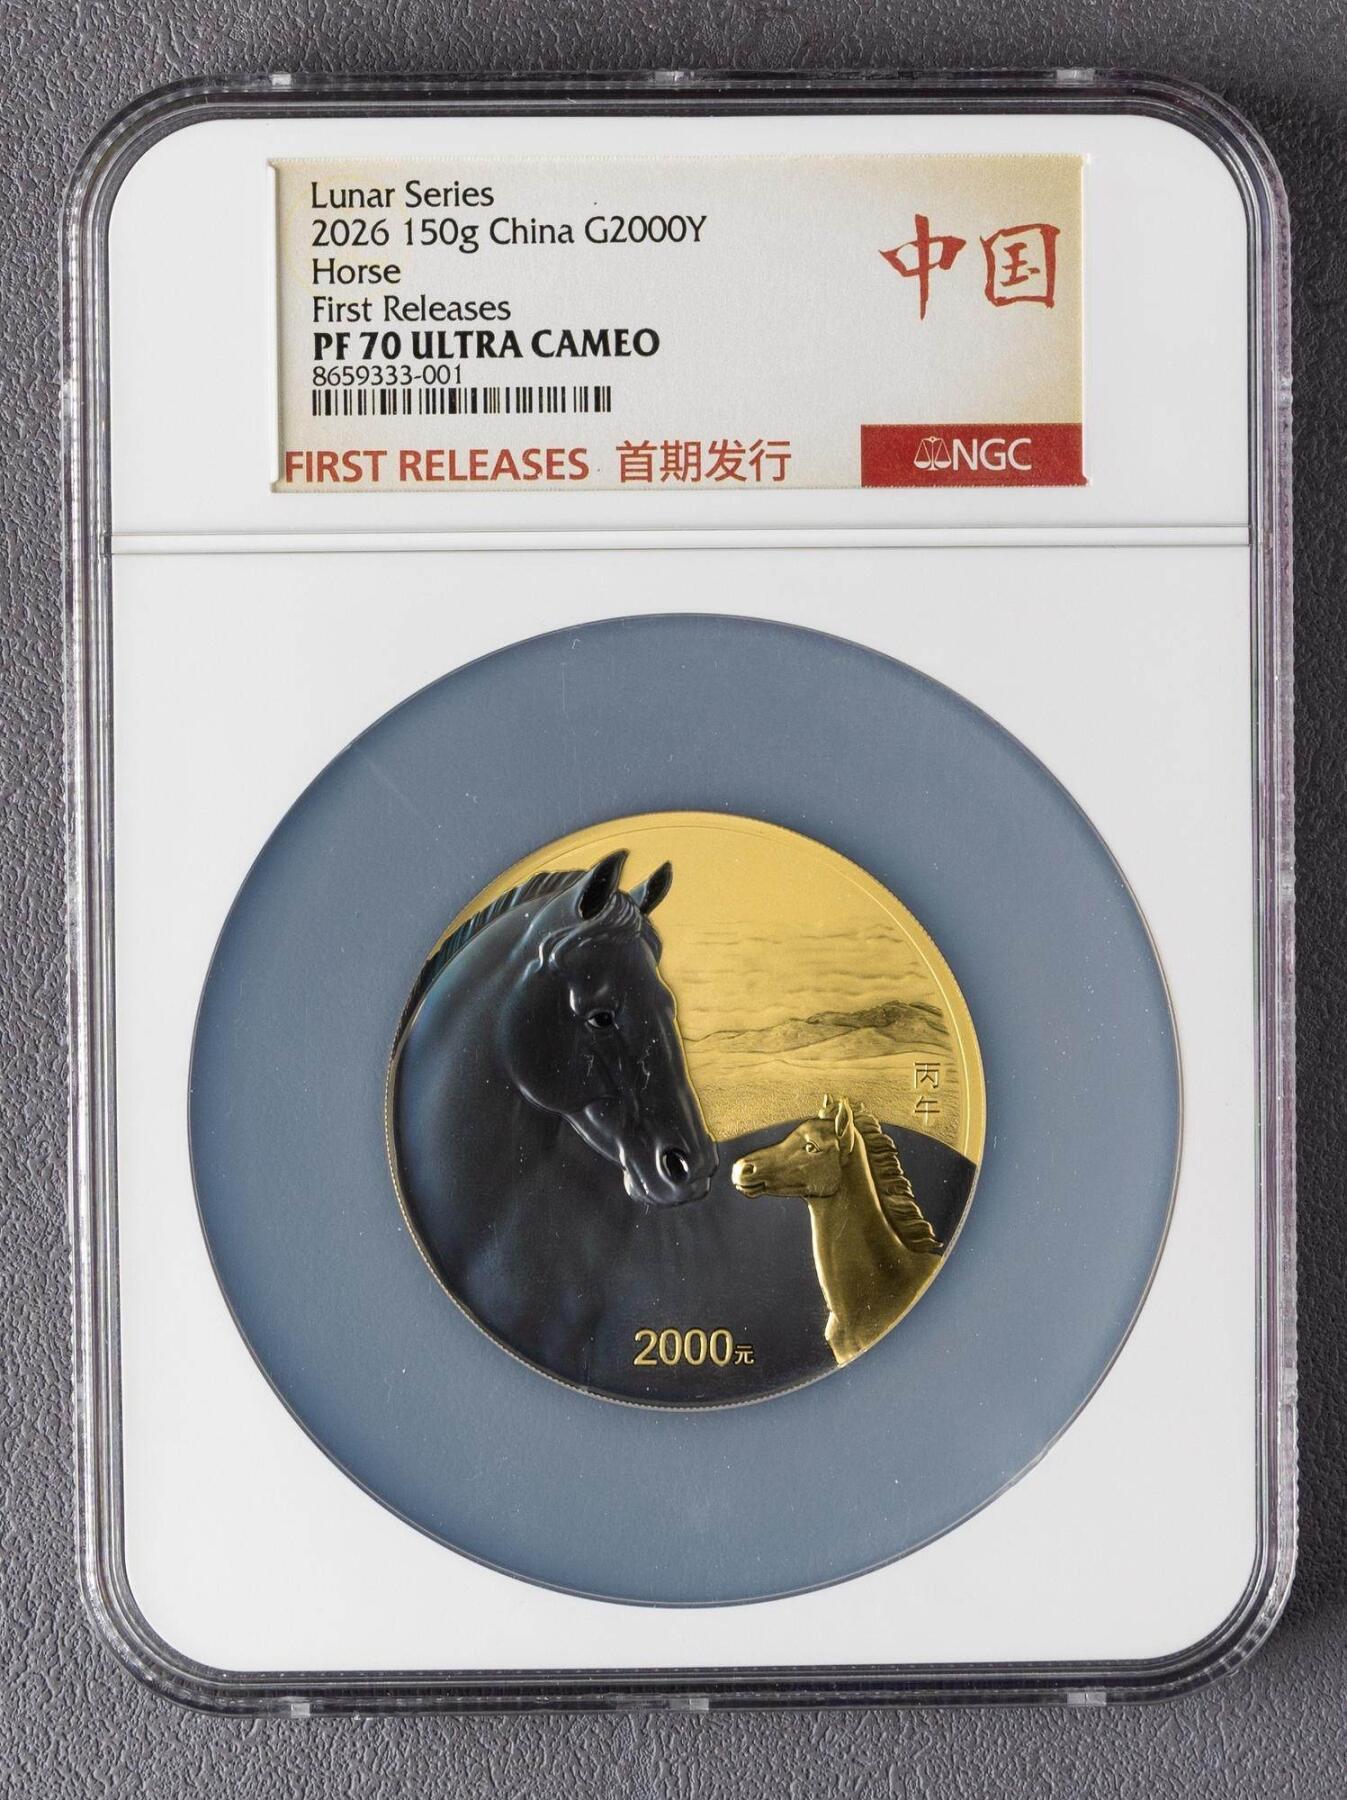 Lunar Series
2026 150g China G2000Y
Horse
First Releases
PF 70 ULTRA CAMEO
8659333-001
中国
FIRST RELEASES 首期发行
NGC
丙午
2000元